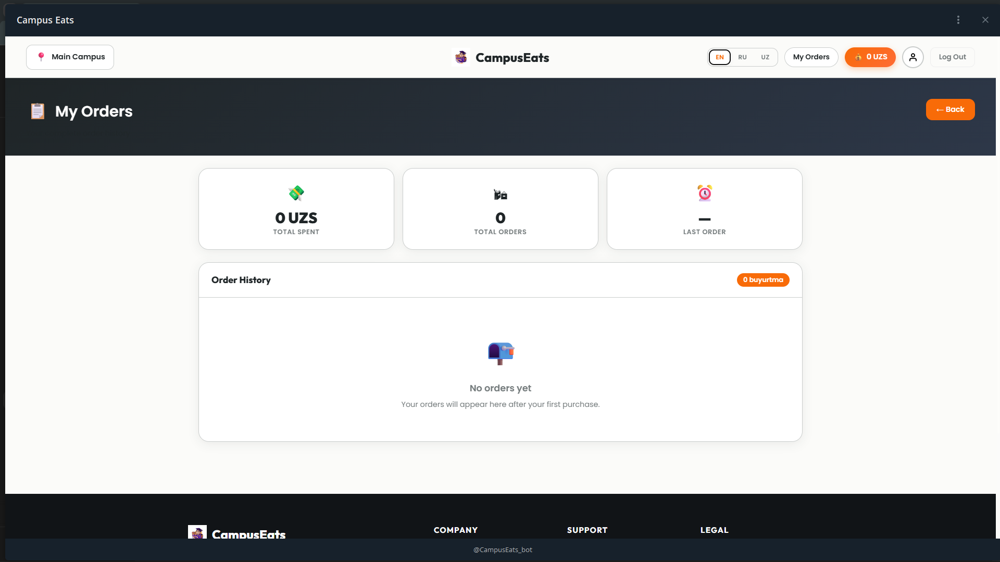 Campus Eats
Main Campus
CampusEats
EN RU UZ
My Orders
0 UZS
Log Out
My Orders
← Back
0 UZS
TOTAL SPENT
0
TOTAL ORDERS
—
LAST ORDER
Order History
0 buyurtma
No orders yet
Your orders will appear here after your first purchase.
CampusEats
COMPANY
SUPPORT
LEGAL
@CampusEats_bot